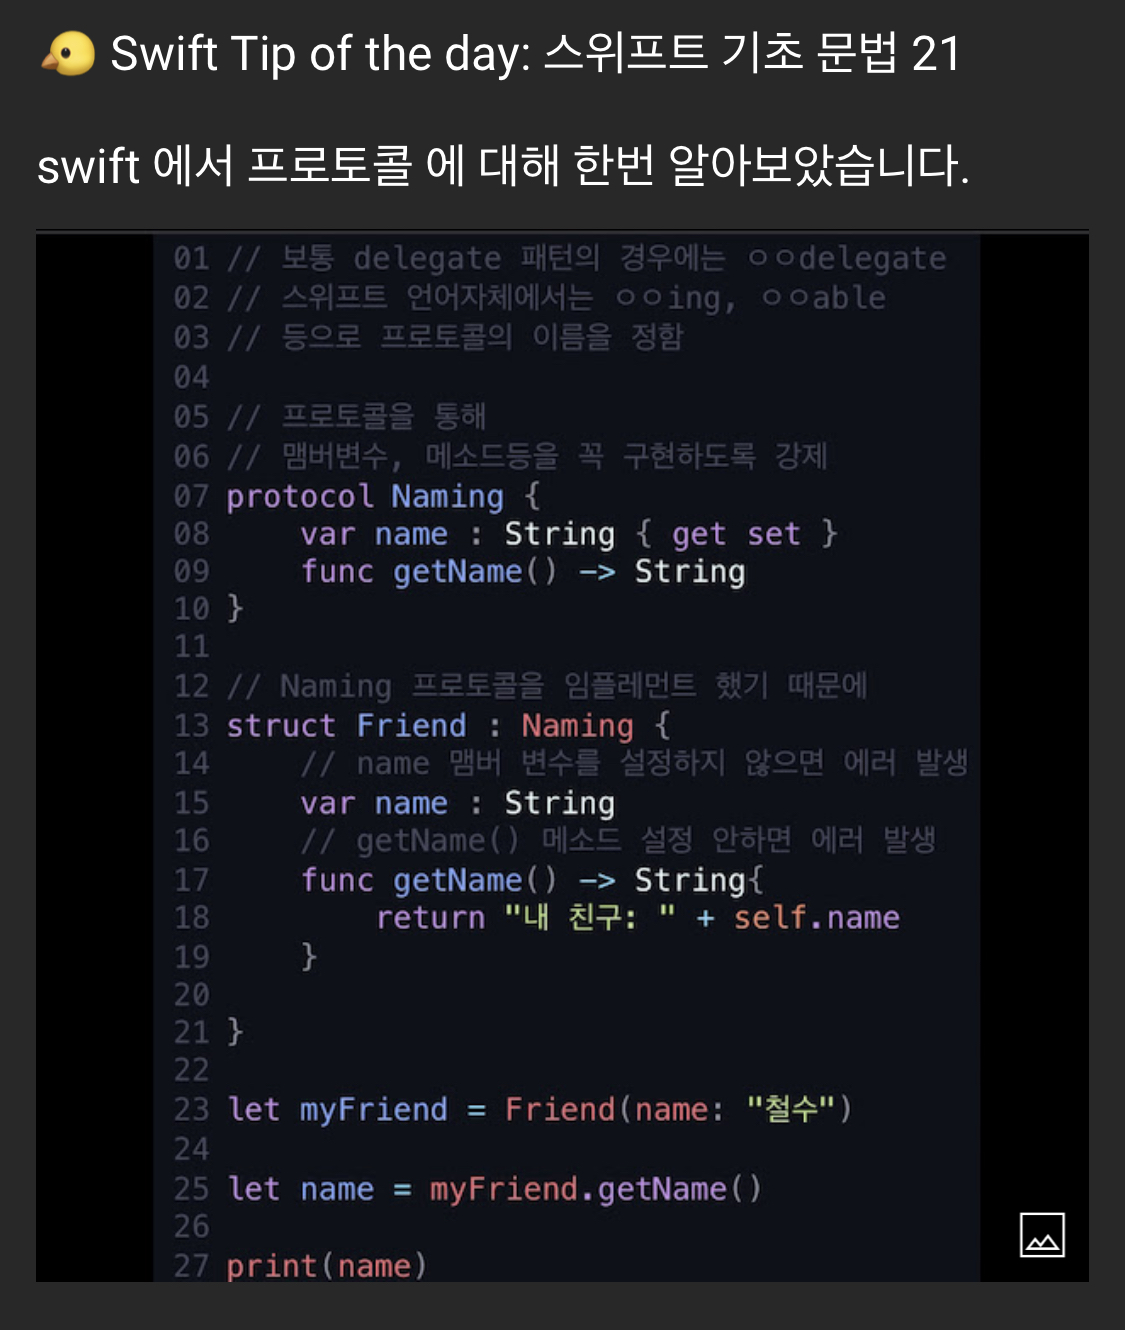 🐤 Swift Tip of the day: 스위프트 기초 문법 21
swift 에서 프로토콜 에 대해 한번 알아보았습니다.
01 // 보통 delegate 패턴의 경우에는 ㅇㅇdelegate
02 // 스위프트 언어자체에서는 ㅇㅇing, ㅇㅇable
03 // 등으로 프로토콜의 이름을 정함
04
05 // 프로토콜을 통해
06 // 맴버변수, 메소드등을 꼭 구현하도록 강제
07 protocol Naming {
08     var name : String { get set }
09     func getName() -> String
10 }
11
12 // Naming 프로토콜을 임플레먼트 했기 때문에
13 struct Friend : Naming {
14     // name 맴버 변수를 설정하지 않으면 에러 발생
15     var name : String
16     // getName() 메소드 설정 안하면 에러 발생
17     func getName() -> String{
18         return "내 친구: " + self.name
19     }
20
21 }
22
23 let myFriend = Friend(name: "철수")
24
25 let name = myFriend.getName()
26
27 print(name)